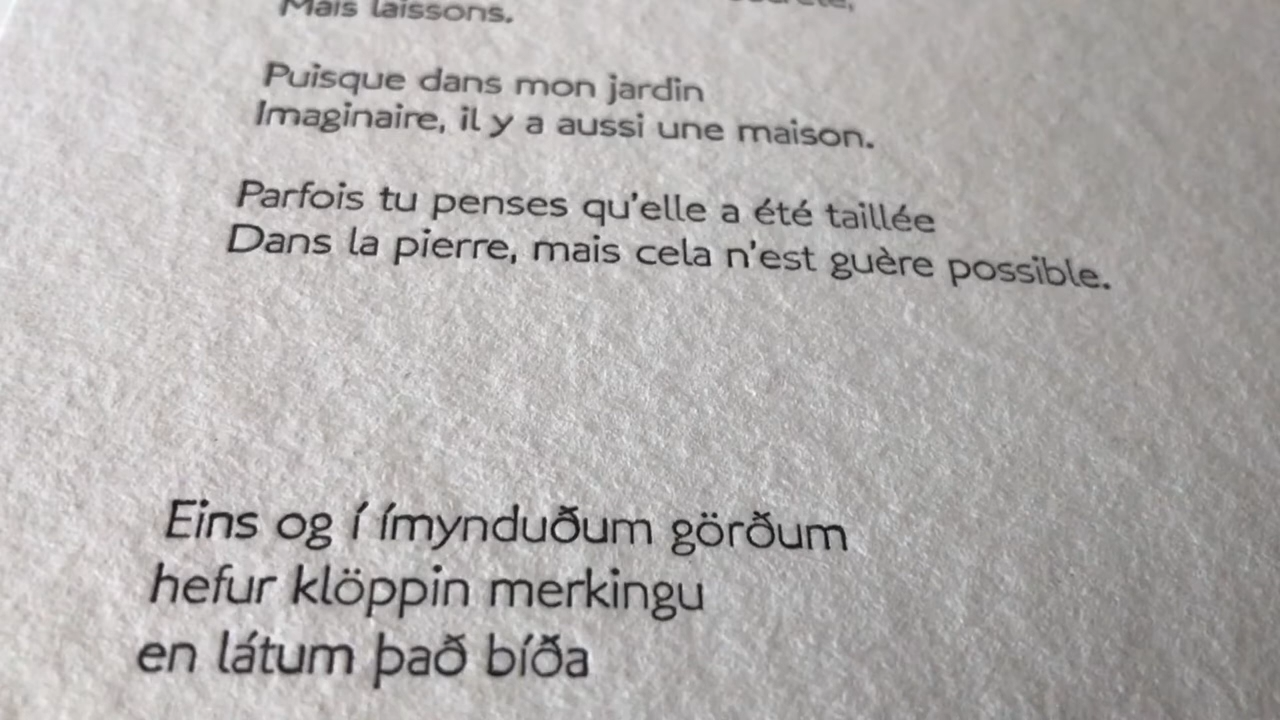 Mais laissons.
Puisque dans mon jardin
Imaginaire, il y a aussi une maison.
Parfois tu penses qu'elle a été taillée
Dans la pierre, mais cela n'est guère possible.
Eins og í ímynduðum görðum
hefur klöppin merkingu
en látum það bíða